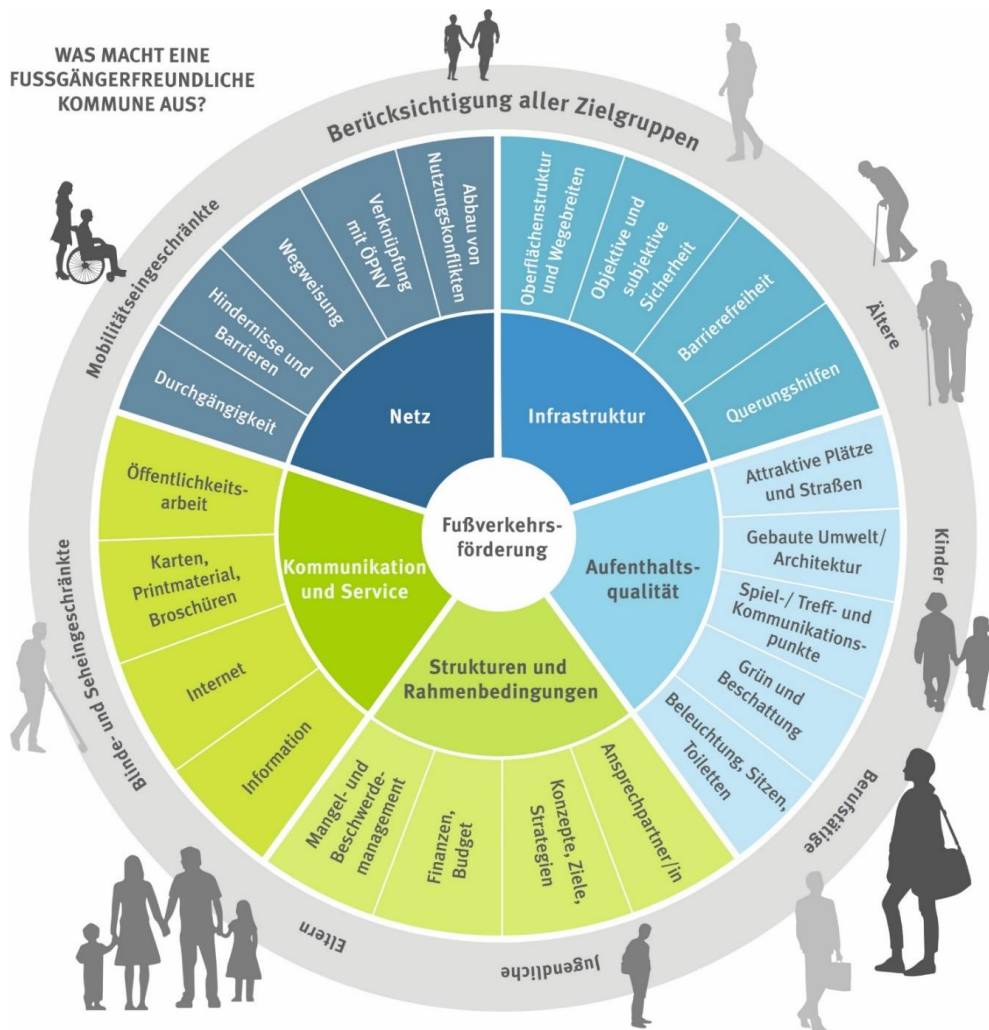 WAS MACHT EINE
FUSSGÄNGERFREUNDLICHE
KOMMUNE AUS?
Berücksichtigung aller Zielgruppen
Mobilitätseingeschränkte
Ältere
Kinder
Berufstätige
Jugendliche
Eltern
Blinde- und Seheingeschränkte
Fußverkehrs-
förderung
Netz
Durchgängigkeit
Hindernisse und
Barrieren
Wegweisung
Verknüpfung
mit ÖPNV
Abbau von
Nutzungskonflikten
Infrastruktur
Oberflächenstruktur
und Wegebreiten
Objektive und
subjektive
Sicherheit
Barrierefreiheit
Querungshilfen
Aufenthalts-
qualität
Attraktive Plätze
und Straßen
Gebaute Umwelt/
Architektur
Spiel-/ Treff- und
Kommunikations-
punkte
Grün und
Beschattung
Beleuchtung, Sitzen,
Toiletten
Strukturen und
Rahmenbedingungen
Ansprechpartner/in
Konzepte, Ziele,
Strategien
Finanzen,
Budget
Mangel- und
Beschwerde-
management
Kommunikation
und Service
Information
Internet
Karten,
Printmaterial,
Broschüren
Öffentlichkeits-
arbeit